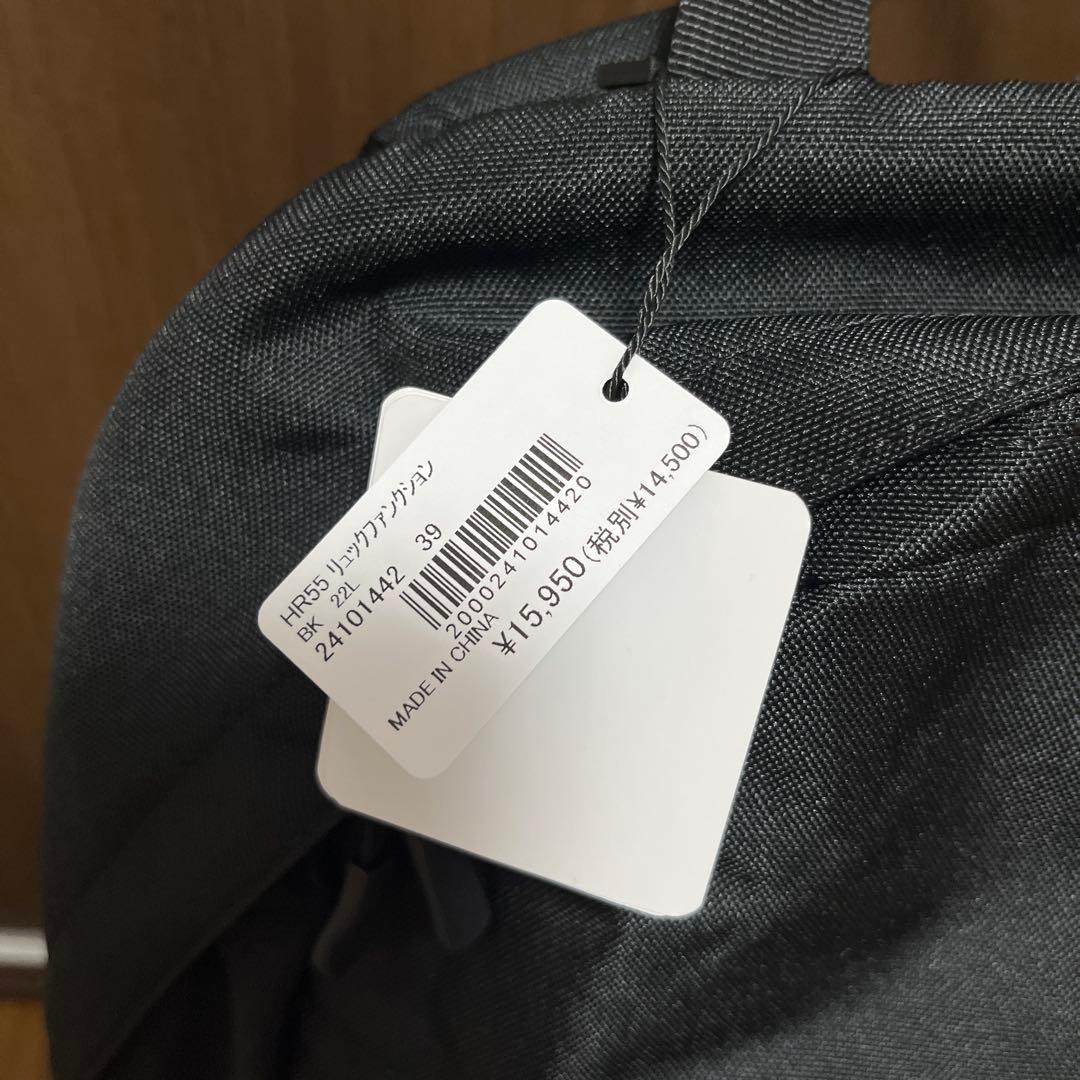 HR55 リュックファンクション
BK 22L
24101442 39
2000241014420
MADE IN CHINA
¥15,950(税別¥14,500)